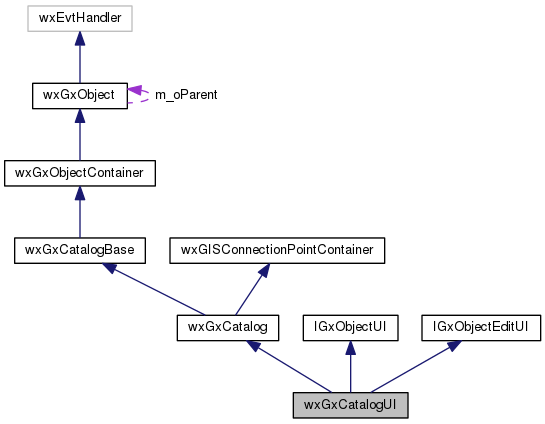 wxEvtHandler
wxGxObject
m_oParent
wxGxObjectContainer
wxGxCatalogBase
wxGISConnectionPointContainer
wxGxCatalog
IGxObjectUI
IGxObjectEditUI
wxGxCatalogUI